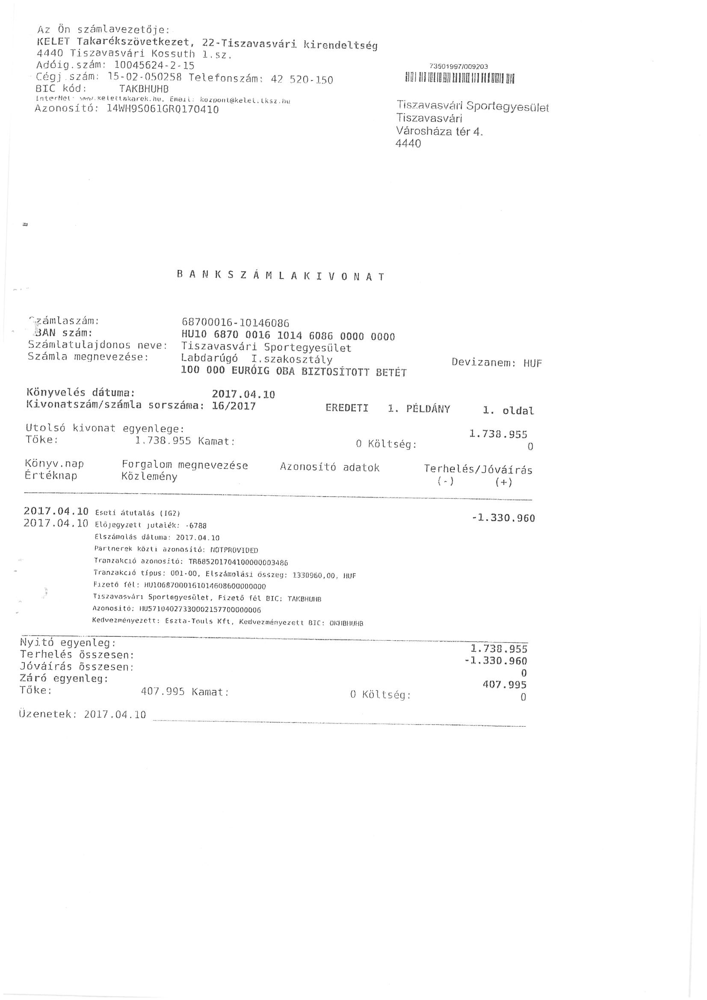 Az Ön számlavezetője:
KELET Takarékszövetkezet, 22-Tiszavasvári kirendeltség
4440 Tiszavasvári Kossuth 1.sz.
Adóig.szám: 10045624-2-15
Cégj.szám: 15-02-050258 Telefonszám: 42 520-150
BIC kód: TAKBHUHB
InterNet: www.kelettakarek.hu, Email: kozpont@kelet.tksz.hu
Azonosító: 14WH9S061GRQ170410
73501997/009203
Tiszavasvári Sportegyesület
Tiszavasvári
Városháza tér 4.
4440
B A N K S Z Á M L A K I V O N A T
Számlaszám: 68700016-10146086
IBAN szám: HU10 6870 0016 1014 6086 0000 0000
Számlatulajdonos neve: Tiszavasvári Sportegyesület
Számla megnevezése: Labdarúgó I.szakosztály Devizanem: HUF
100 000 EURÓIG OBA BIZTOSÍTOTT BETÉT
Könyvelés dátuma: 2017.04.10
Kivonatszám/számla sorszáma: 16/2017 EREDETI 1. PÉLDÁNY 1. oldal
Utolsó kivonat egyenlege: 1.738.955
Tőke: 1.738.955 Kamat: 0 Költség: 0
Könyv.nap Forgalom megnevezése Azonosító adatok Terhelés/Jóváírás
Értéknap Közlemény (-) (+)
2017.04.10 Eseti átutalás (IG2) -1.330.960
2017.04.10 Előjegyzett jutalék: -6788
Elszámolás dátuma: 2017.04.10
Partnerek közti azonosító: NOTPROVIDED
Tranzakció azonosító: TR685201704100000003486
Tranzakció típus: 001-00, Elszámolási összeg: 1330960,00, HUF
Fizető fél: HU10687000161014608600000000
Tiszavasvári Sportegyesület, Fizető fél BIC: TAKBHUHB
Azonosító: HU57104027330002157700000006
Kedvezményezett: Eszta-Touls Kft, Kedvezményezett BIC: OKHBHUHB
Nyitó egyenleg: 1.738.955
Terhelés összesen: -1.330.960
Jóváírás összesen: 0
Záró egyenleg: 407.995
Tőke: 407.995 Kamat: 0 Költség: 0
Üzenetek: 2017.04.10